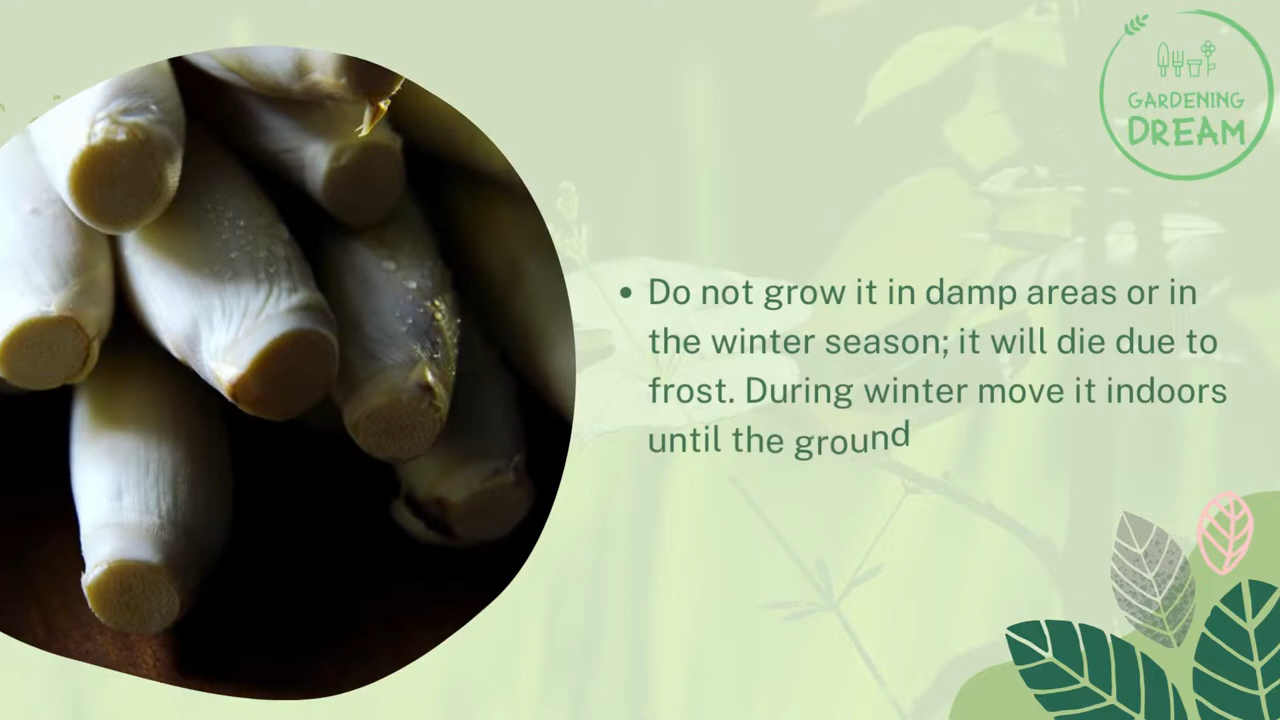 GARDENING
DREAM
• Do not grow it in damp areas or in
the winter season; it will die due to
frost. During winter move it indoors
until the ground